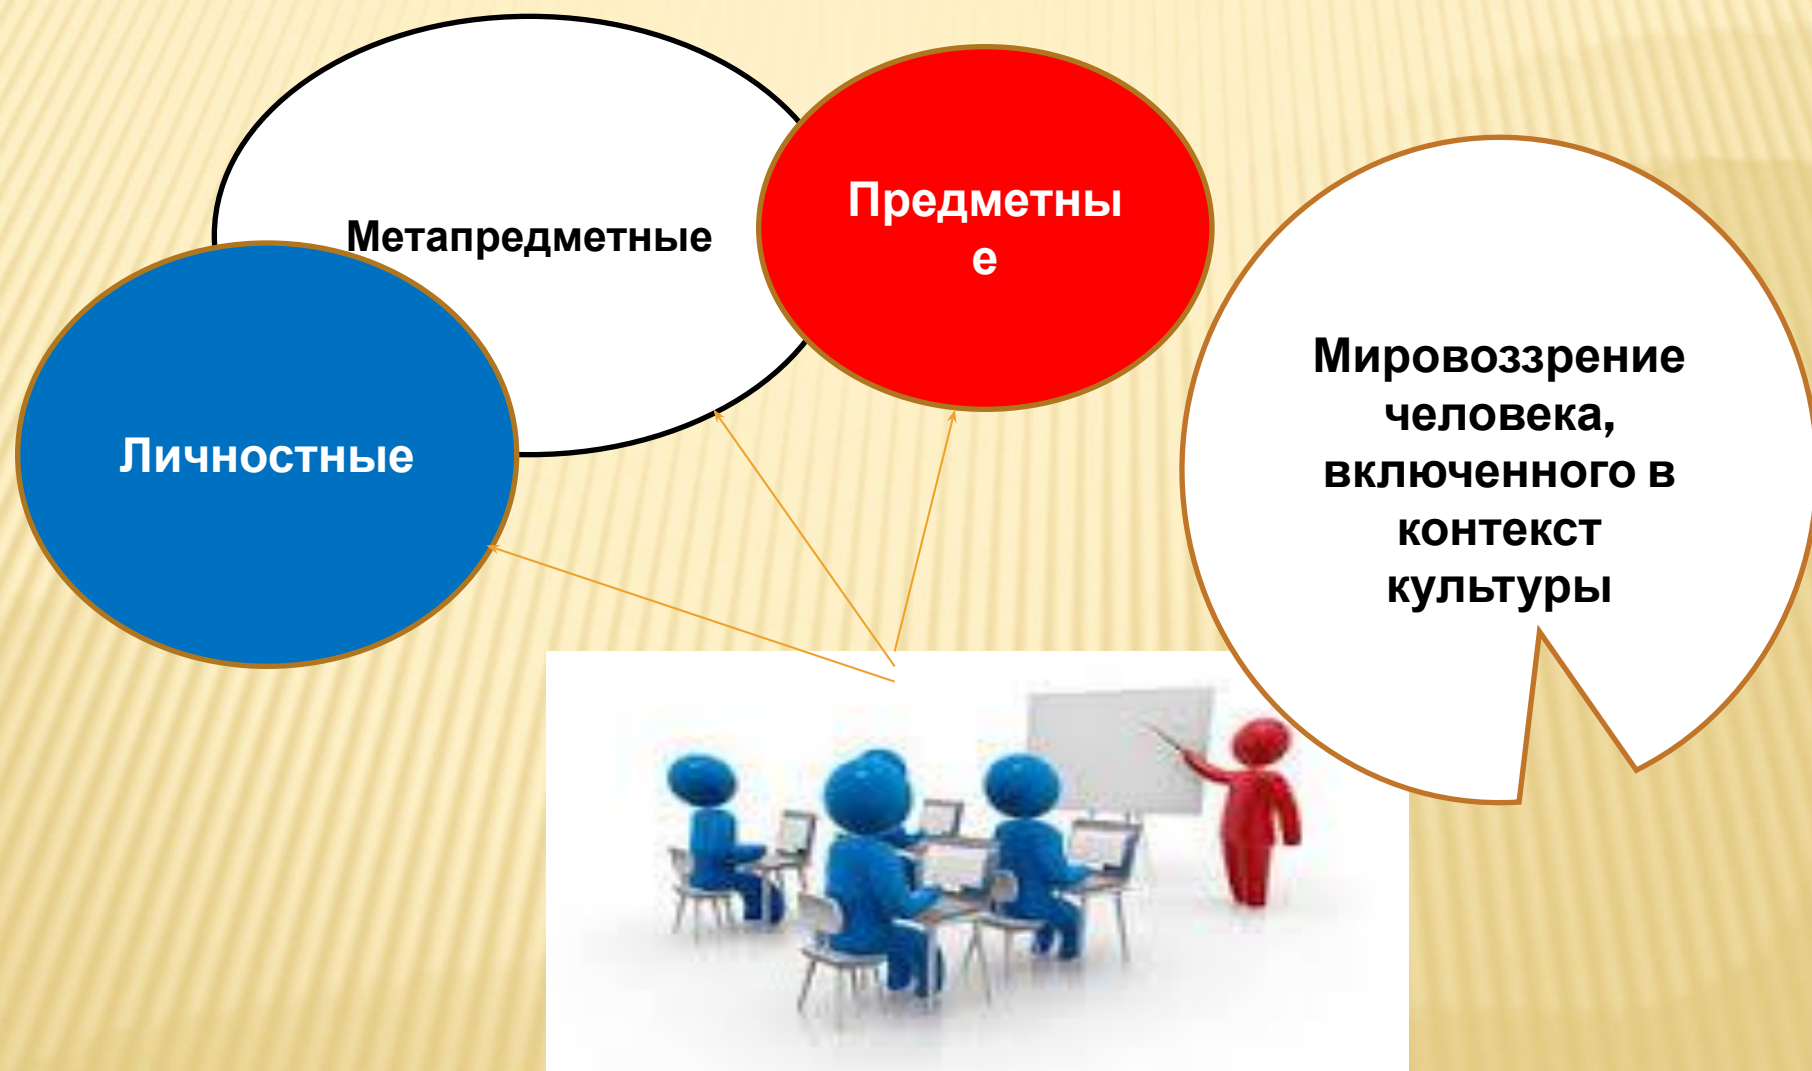 Метапредметные
Предметны
е
Личностные
Мировоззрение
человека,
включенного в
контекст
культуры